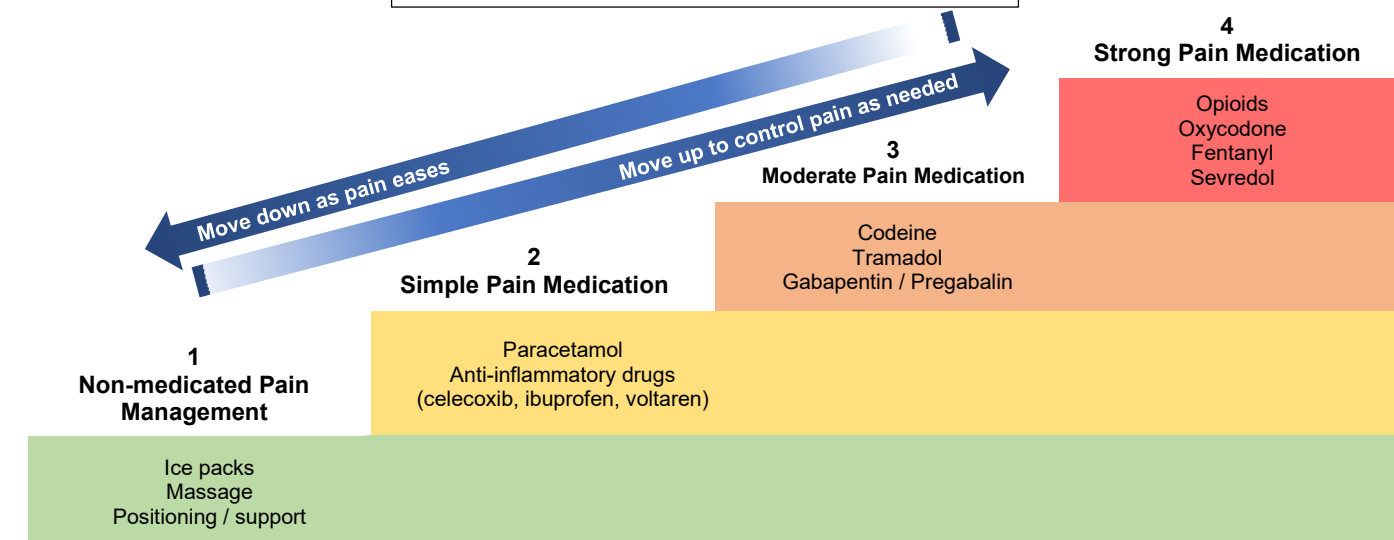 4
Strong Pain Medication
Opioids
Oxycodone
Fentanyl
Sevredol
Move down as pain eases
Move up to control pain as needed
3
Moderate Pain Medication
Codeine
Tramadol
Gabapentin / Pregabalin
2
Simple Pain Medication
Paracetamol
Anti-inflammatory drugs
(celecoxib, ibuprofen, voltaren)
1
Non-medicated Pain
Management
Ice packs
Massage
Positioning / support